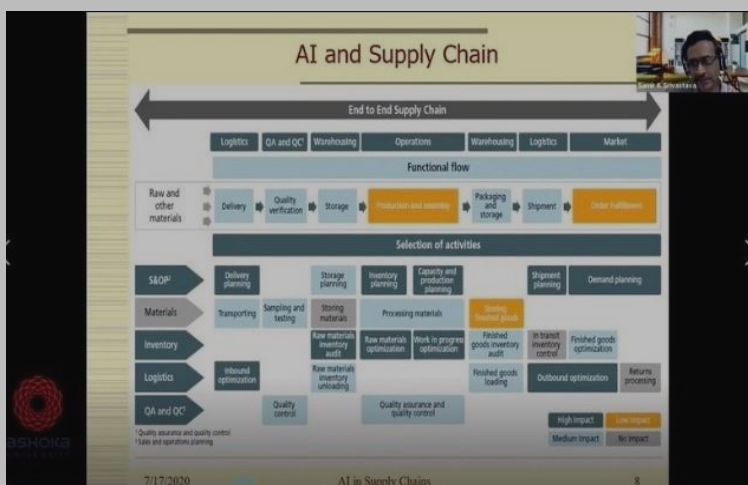 AI and Supply Chain
Samir K Srivastava
End to End Supply Chain
Logistics QA and QC¹ Warehousing Operations Warehousing Logistics Market
Functional flow
Raw and other materials
Delivery
Quality verification
Storage
Production and assembly
Packaging and storage
Shipment
Order Fulfillment
Selection of activities
S&OP²
Delivery planning
Storage planning
Inventory planning
Capacity and production planning
Shipment planning
Demand planning
Materials
Transporting
Sampling and testing
Storing materials
Processing materials
Storing finished goods
Inventory
Raw materials inventory audit
Raw materials optimization
Work in progress optimization
Finished goods inventory audit
In transit inventory control
Finished goods optimization
Logistics
Inbound optimization
Raw materials inventory unloading
Finished goods loading
Outbound optimization
Returns processing
QA and QC¹
Quality control
Quality assurance and quality control
¹ Quality assurance and quality control
² Sales and operations planning
High Impact
Low Impact
Medium Impact
No Impact
ASHOKA
UNIVERSITY
7/17/2020 AI in Supply Chains 8